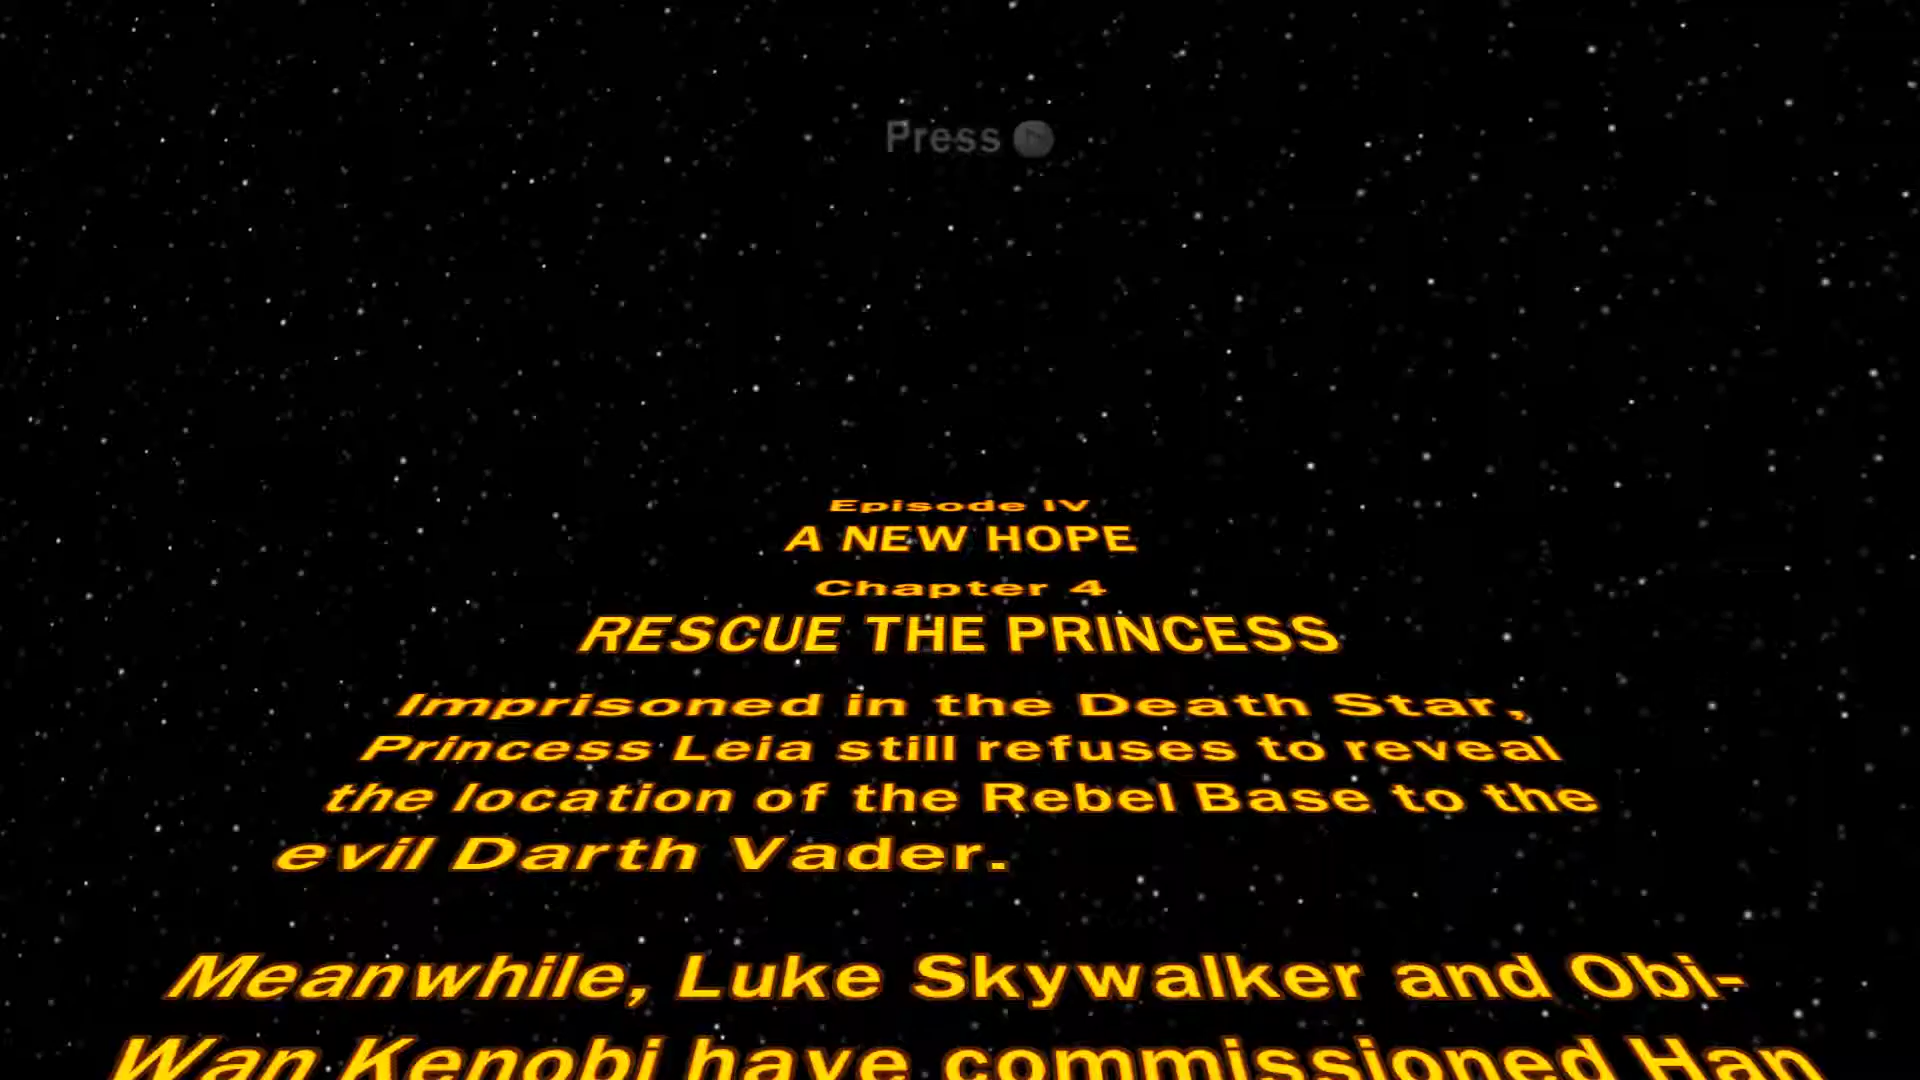 Press
Episode IV
A NEW HOPE
Chapter 4
RESCUE THE PRINCESS
Imprisoned in the Death Star,
Princess Leia still refuses to reveal
the location of the Rebel Base to the
evil Darth Vader.
Meanwhile, Luke Skywalker and Obi-
Wan Kenobi have commissioned Han